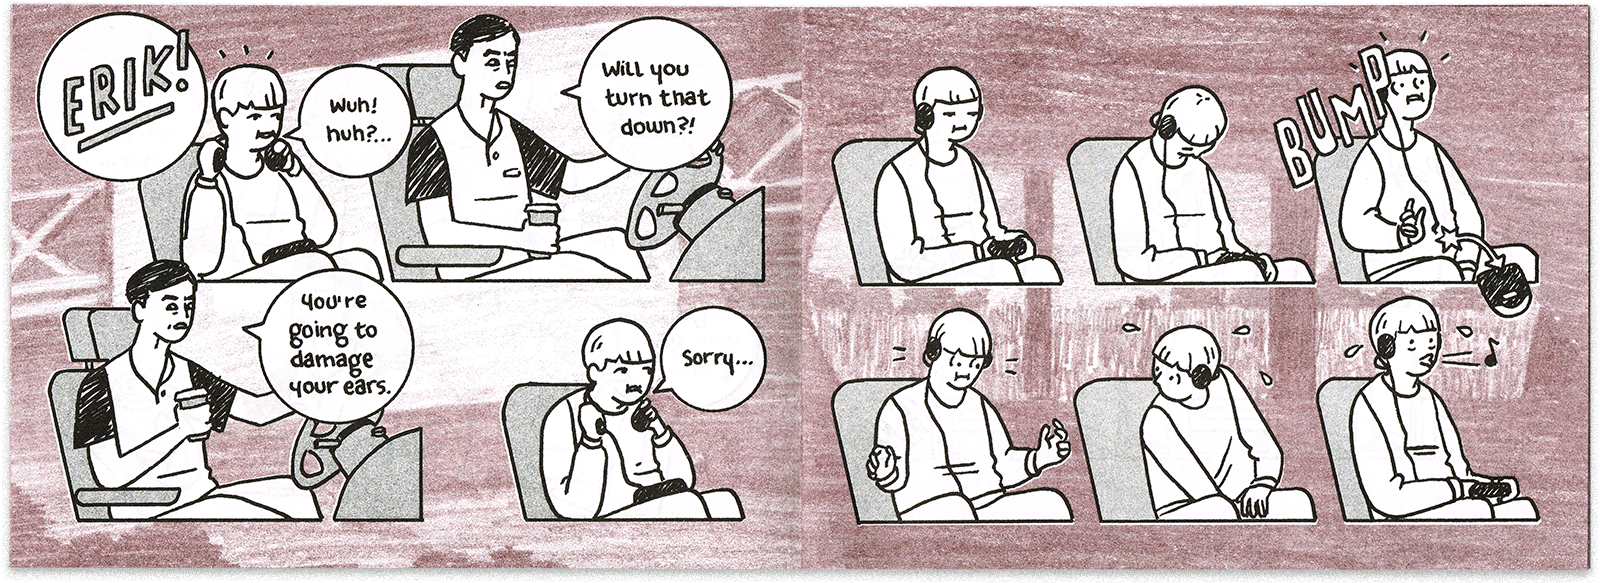 ERIK!
Wuh!
huh?...
Will you
turn that
down?!
You're
going to
damage
your ears.
Sorry...
BUMP